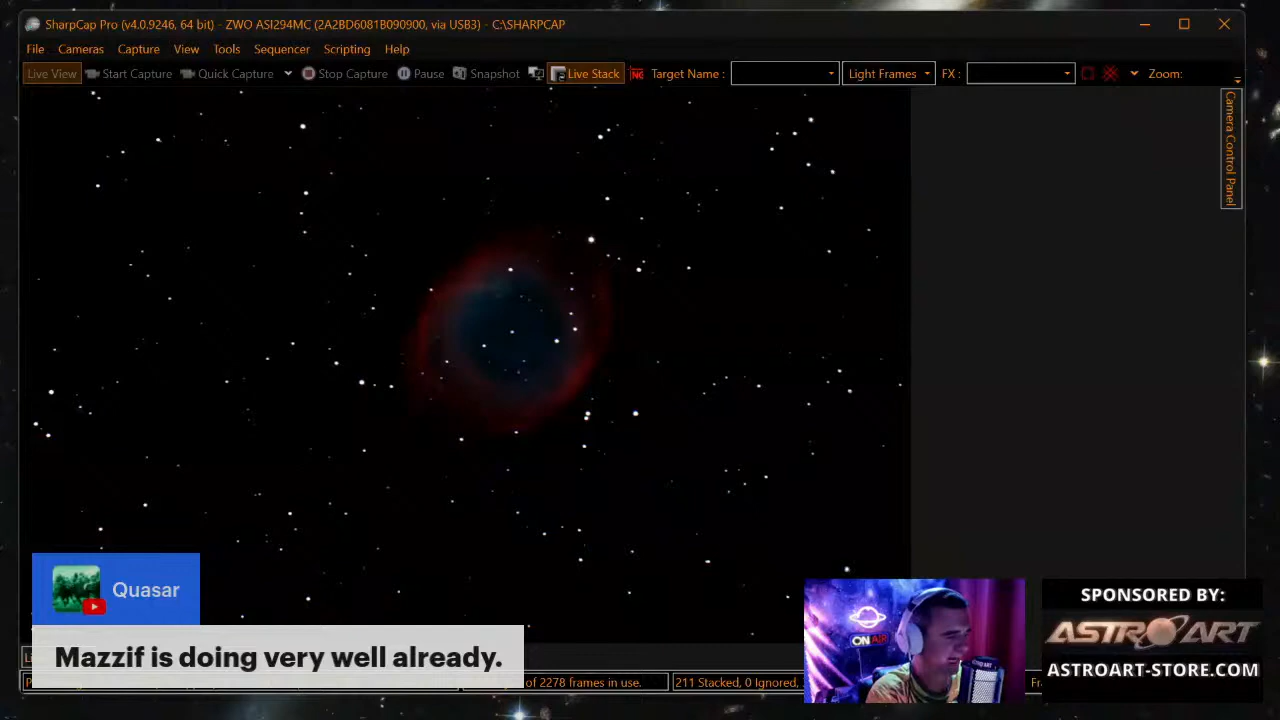 SharpCap Pro (v4.0.9246, 64 bit) - ZWO ASI294MC (2A2BD6081B090900, via USB3) - C:\SHARPCAP
File Cameras Capture View Tools Sequencer Scripting Help
Live View Start Capture Quick Capture Stop Capture Pause Snapshot Live Stack Target Name : Light Frames FX : Zoom:
Camera Control Panel
Quasar
Mazzif is doing very well already.
of 2278 frames in use. 211 Stacked, 0 Ignored,
ON AIR
SPONSORED BY:
ASTROART
ASTROART-STORE.COM